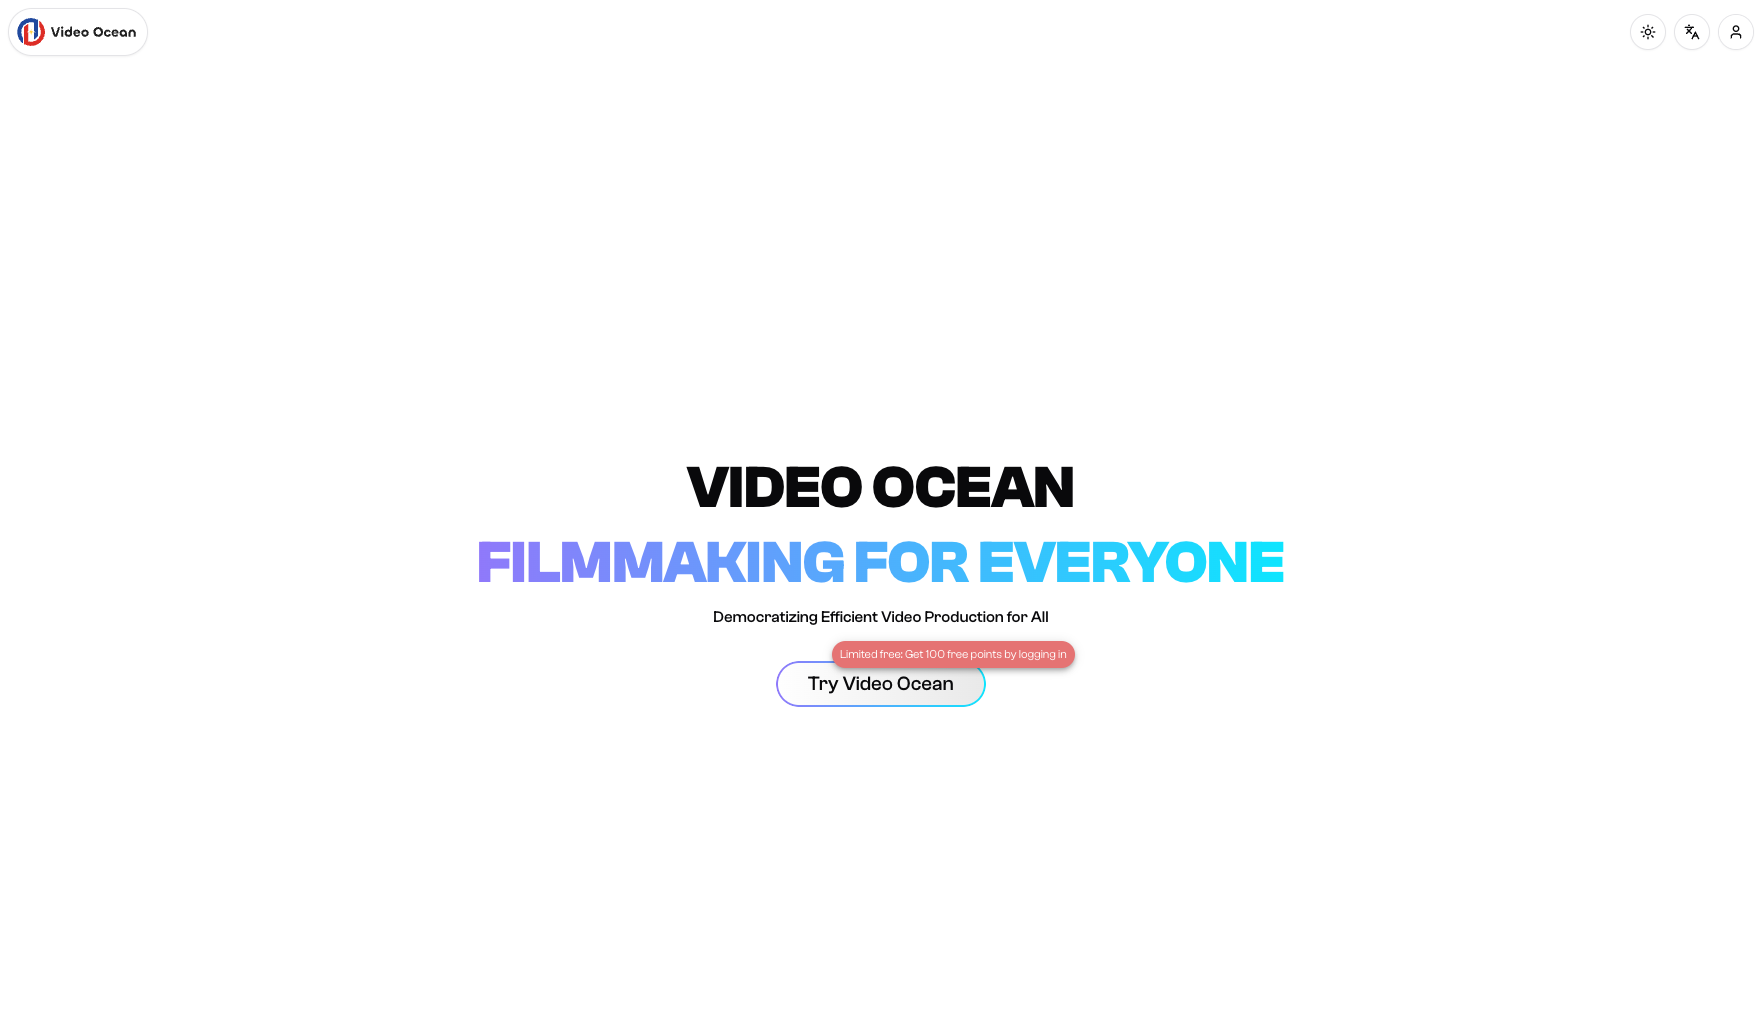 Video Ocean
VIDEO OCEAN
FILMMAKING FOR EVERYONE
Democratizing Efficient Video Production for All
Limited free: Get 100 free points by logging in
Try Video Ocean